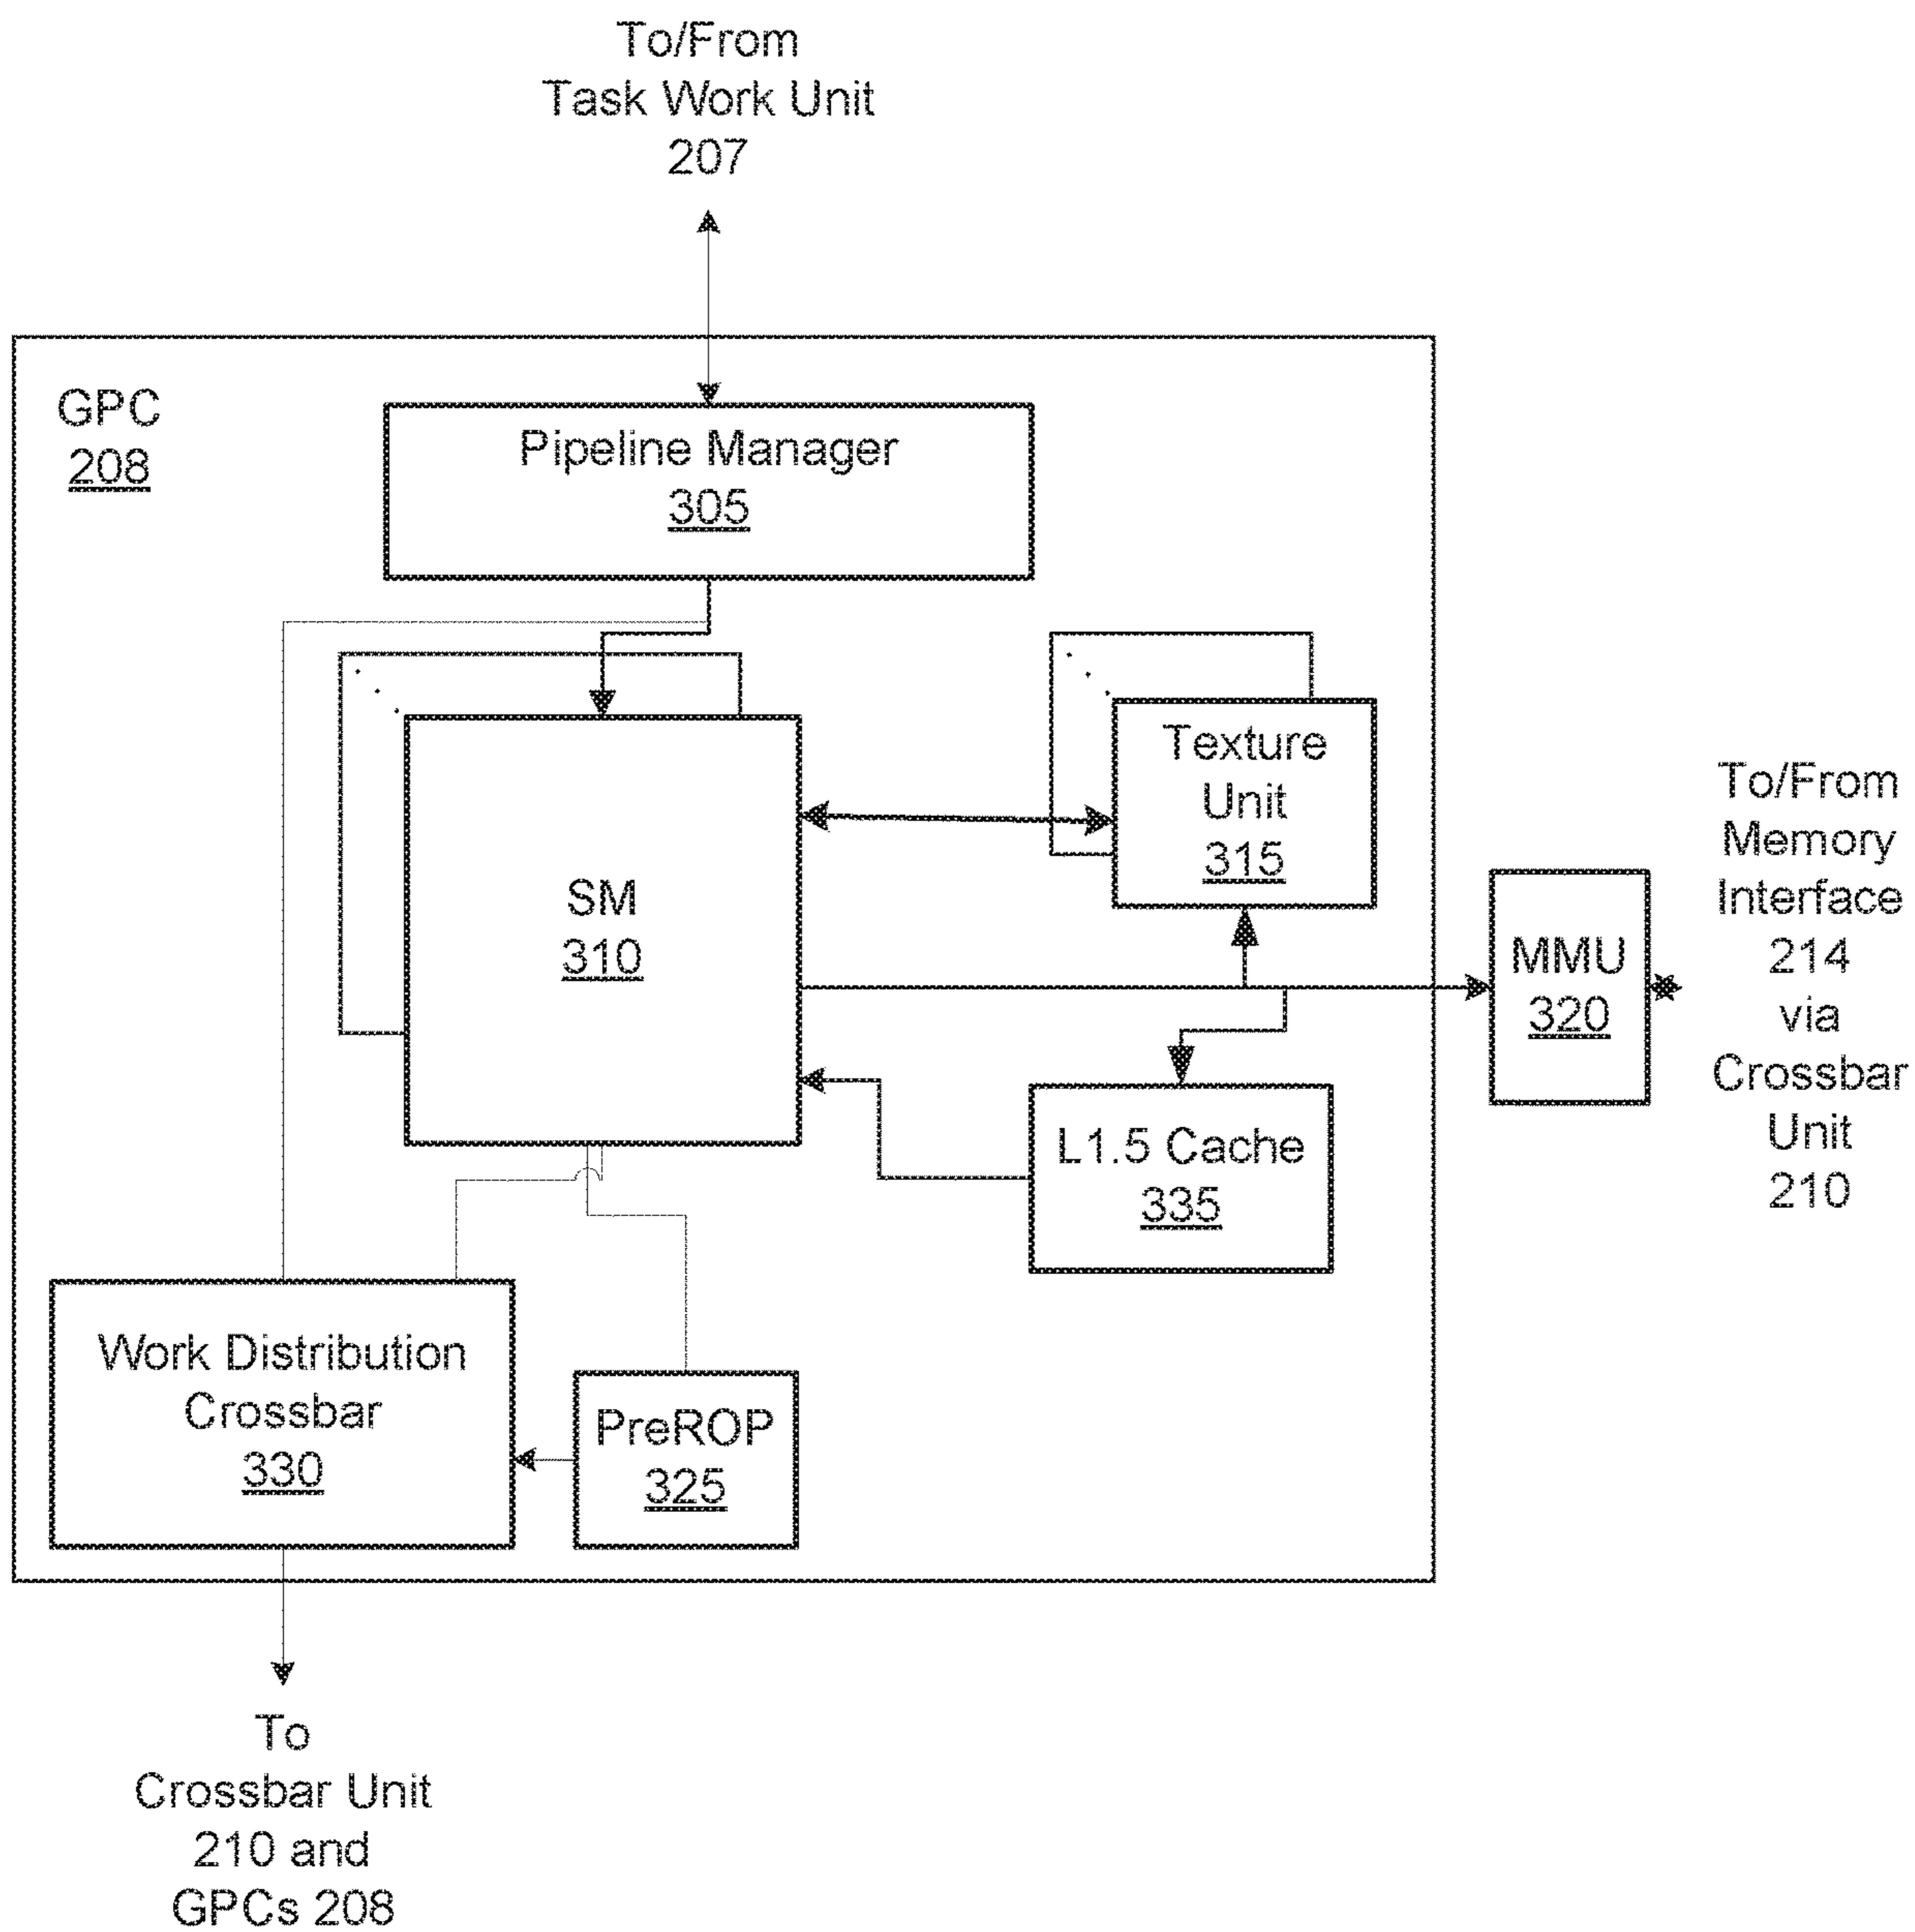 To/From
Task Work Unit
207
GPC
208
Pipeline Manager
305
Texture
Unit
315
SM
310
MMU
320
To/From
Memory
Interface
214
via
Crossbar
Unit
210
L1.5 Cache
335
Work Distribution
Crossbar
330
PreROP
325
To
Crossbar Unit
210 and
GPCs 208